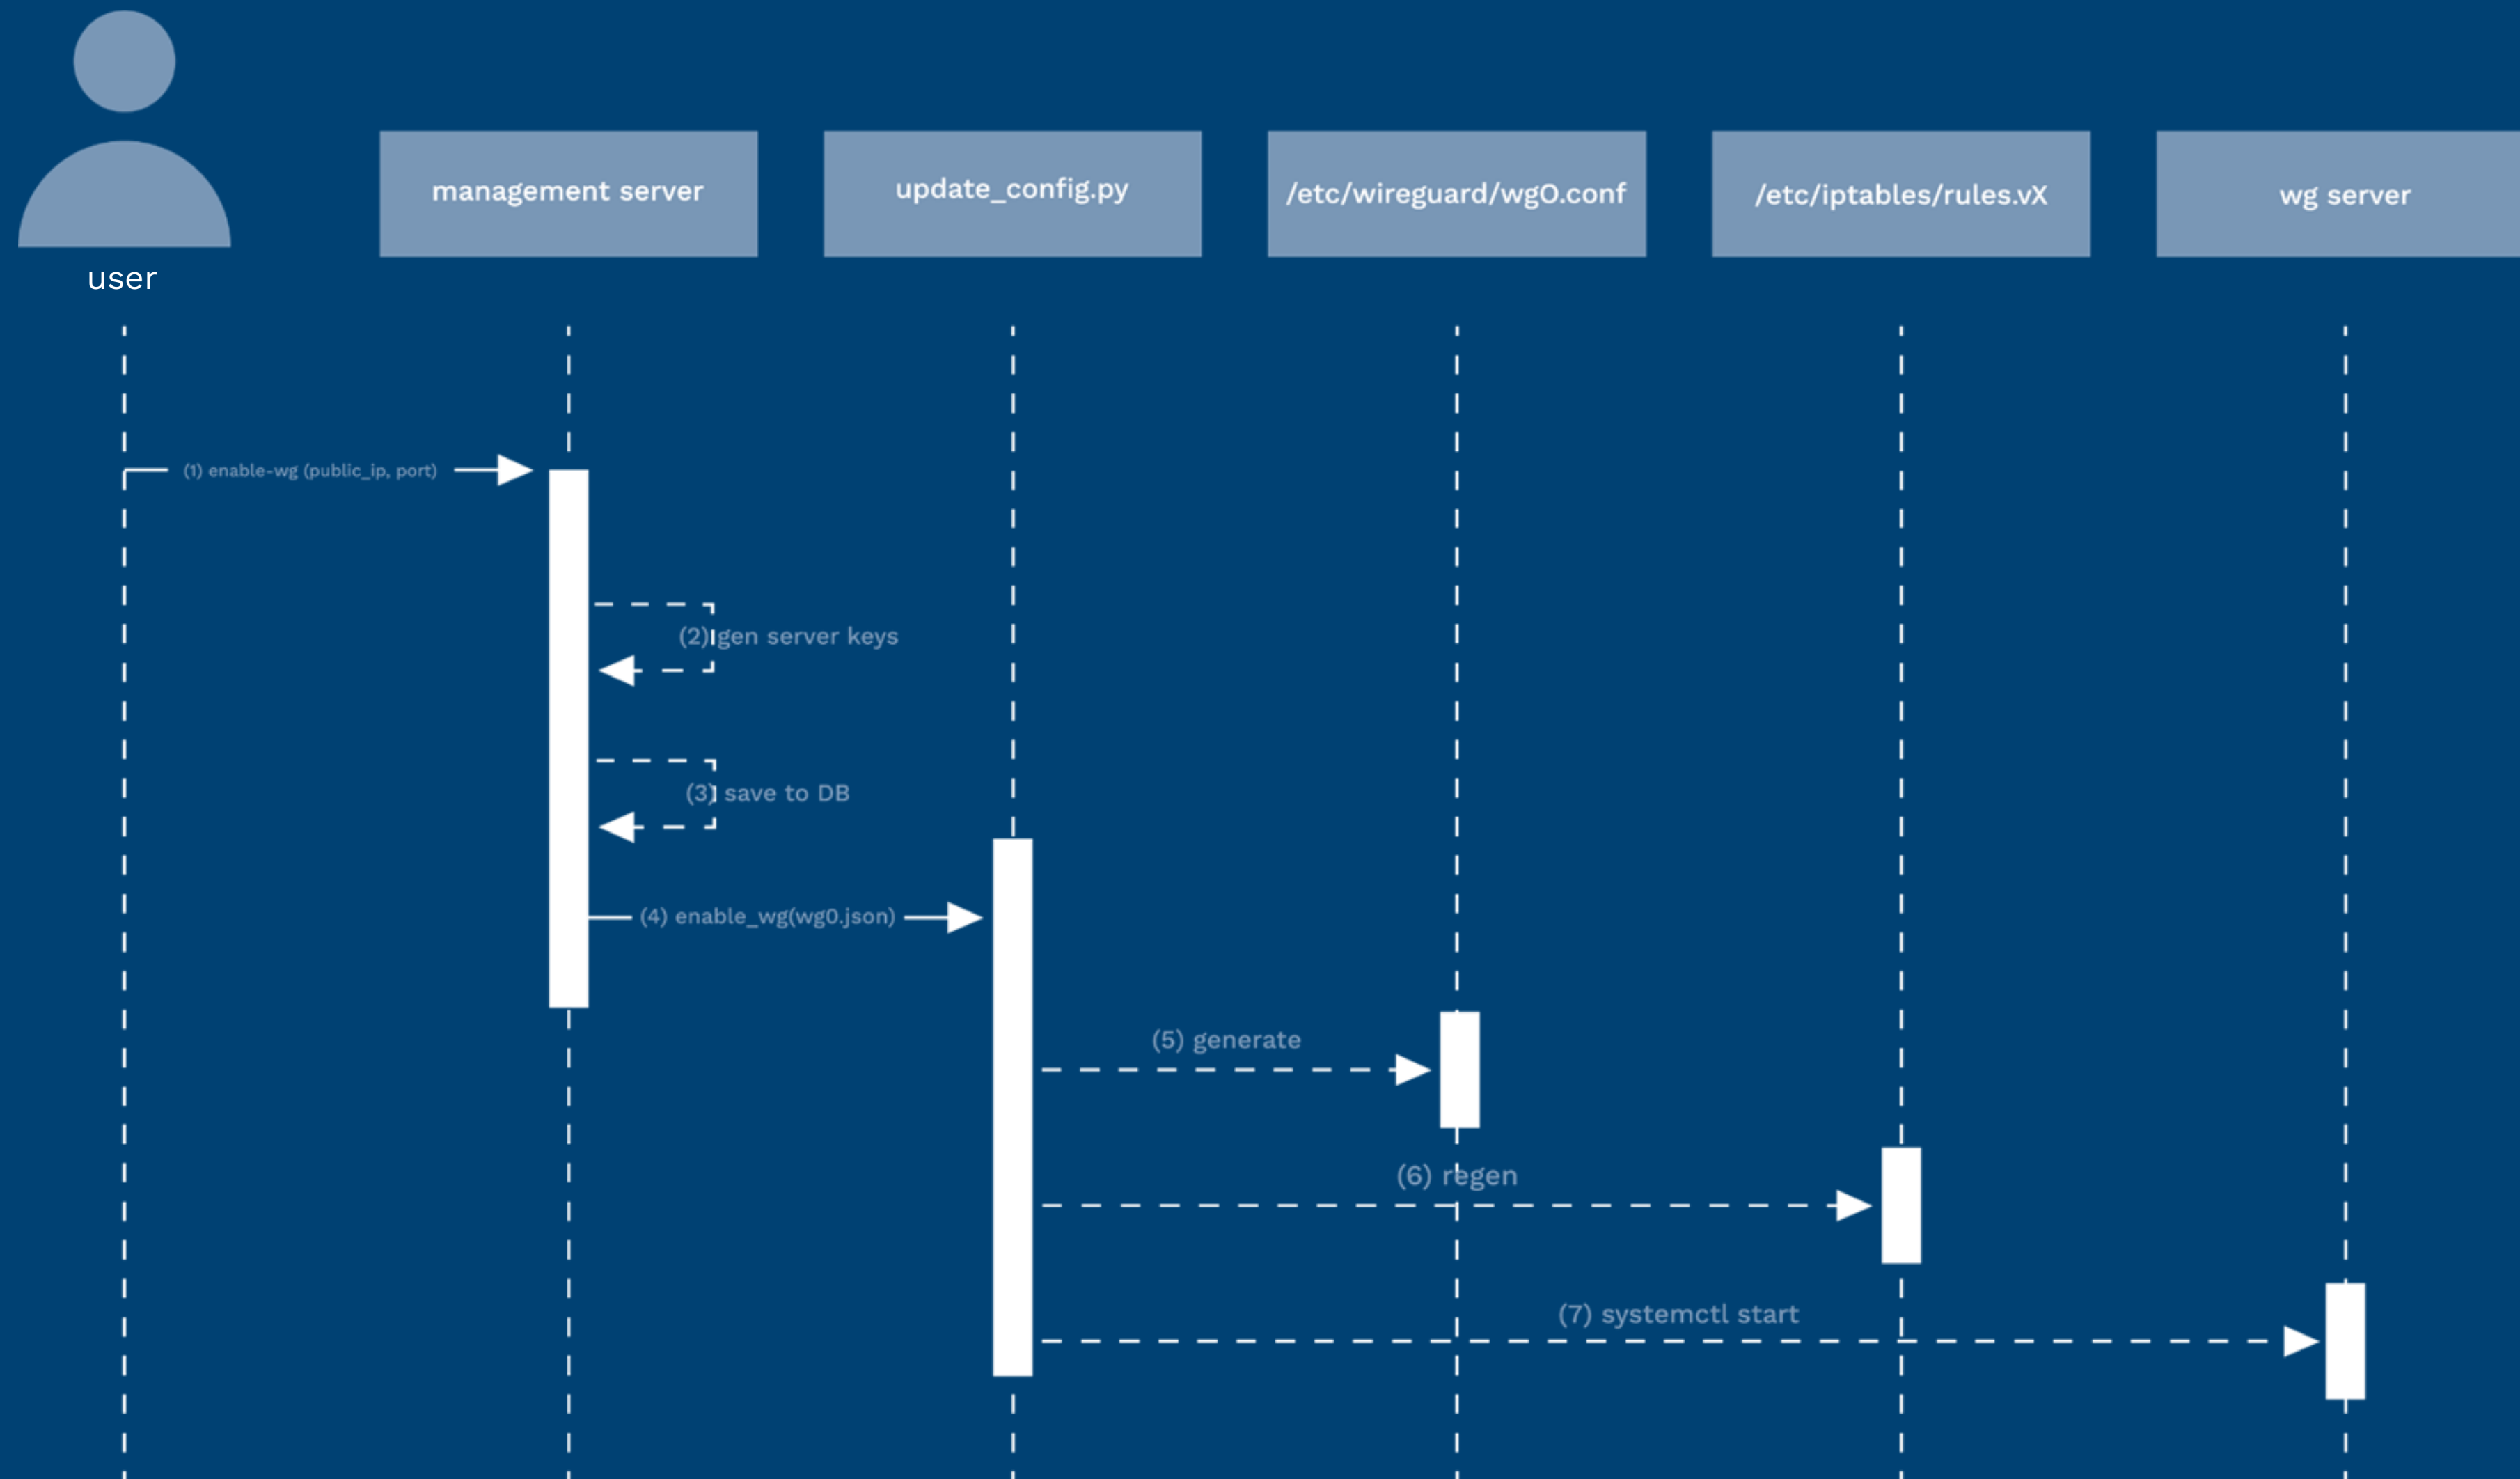 user
management server
update_config.py
/etc/wireguard/wg0.conf
/etc/iptables/rules.vX
wg server
(1) enable-wg (public_ip, port)
(2) gen server keys
(3) save to DB
(4) enable_wg(wg0.json)
(5) generate
(6) regen
(7) systemctl start